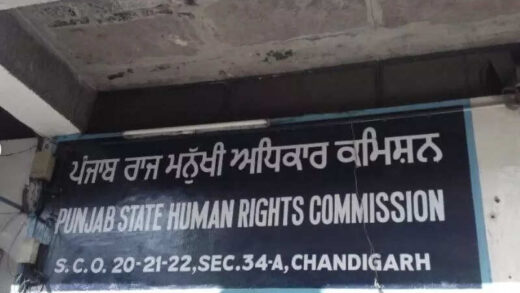 ਪੰਜਾਬ ਰਾਜ ਮਨੁੱਖੀ ਅਧਿਕਾਰ ਕਮਿਸ਼ਨ
PUNJAB STATE HUMAN RIGHTS COMMISSION
S.C.O. 20-21-22, SEC.34-A, CHANDIGARH